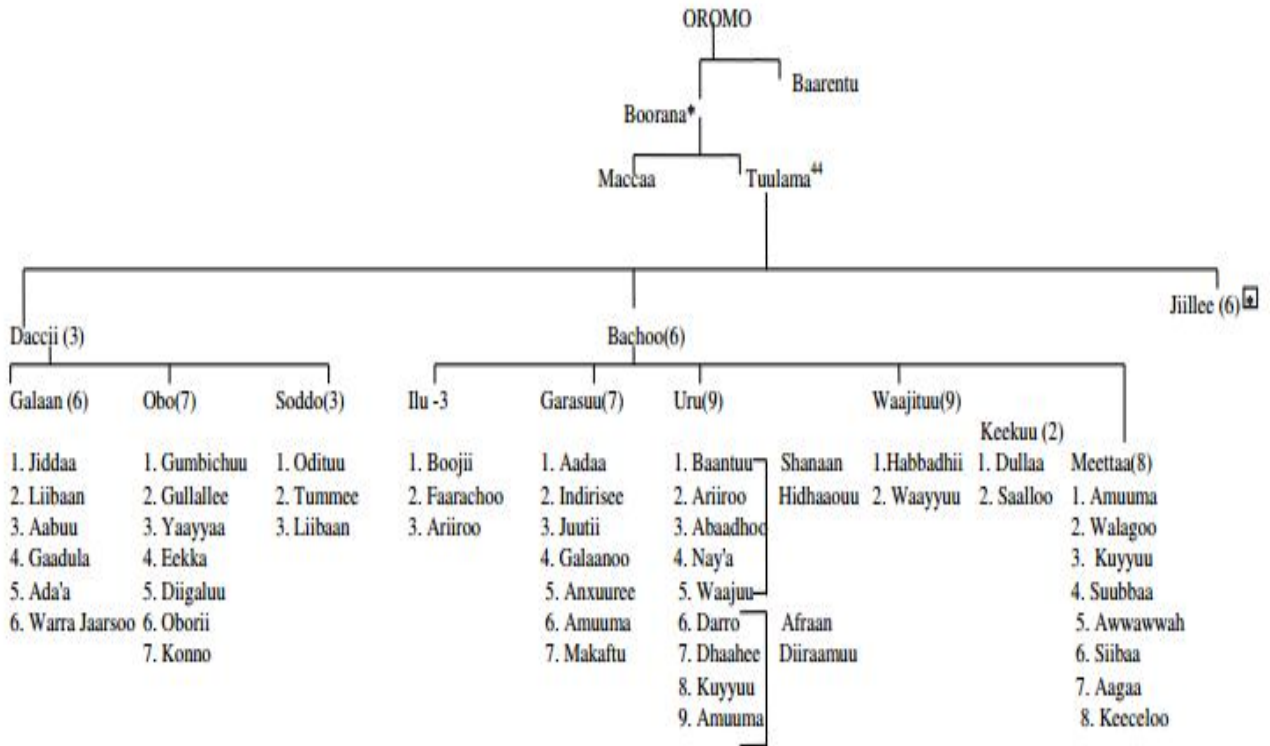 OROMO
Baarentu
Boorana*
Maccaa Tuulama44
Jiillee (6) *
Daccii (3) Bachoo(6)
Galaan (6) Obo(7) Soddo(3) Ilu -3 Garasuu(7) Uru(9) Waajituu(9)
Keekuu (2)
1. Jiddaa 1. Gumbichuu 1. Odituu 1. Boojii 1. Aadaa 1. Baantuu Shanaan 1.Habbadhii 1. Dullaa Meettaa(8)
2. Liibaan 2. Gullallee 2. Tummee 2. Faarachoo 2. Indirisee 2. Ariiroo Hidhaaouu 2. Waayyuu 2. Saalloo 1. Amuuma
3. Aabuu 3. Yaayyaa 3. Liibaan 3. Ariiroo 3. Juutii 3. Abaadhoo 2. Walagoo
4. Gaadula 4. Eekka 4. Galaanoo 4. Nay'a 3. Kuyyuu
5. Ada'a 5. Diigaluu 5. Anxuuree 5. Waajuu 4. Suubbaa
6. Warra Jaarsoo 6. Oborii 6. Amuuma 6. Darro Afraan 5. Awwawwah
7. Konno 7. Makaftu 7. Dhaahee Diiraamuu 6. Siibaa
8. Kuyyuu 7. Aagaa
9. Amuuma 8. Keeceloo